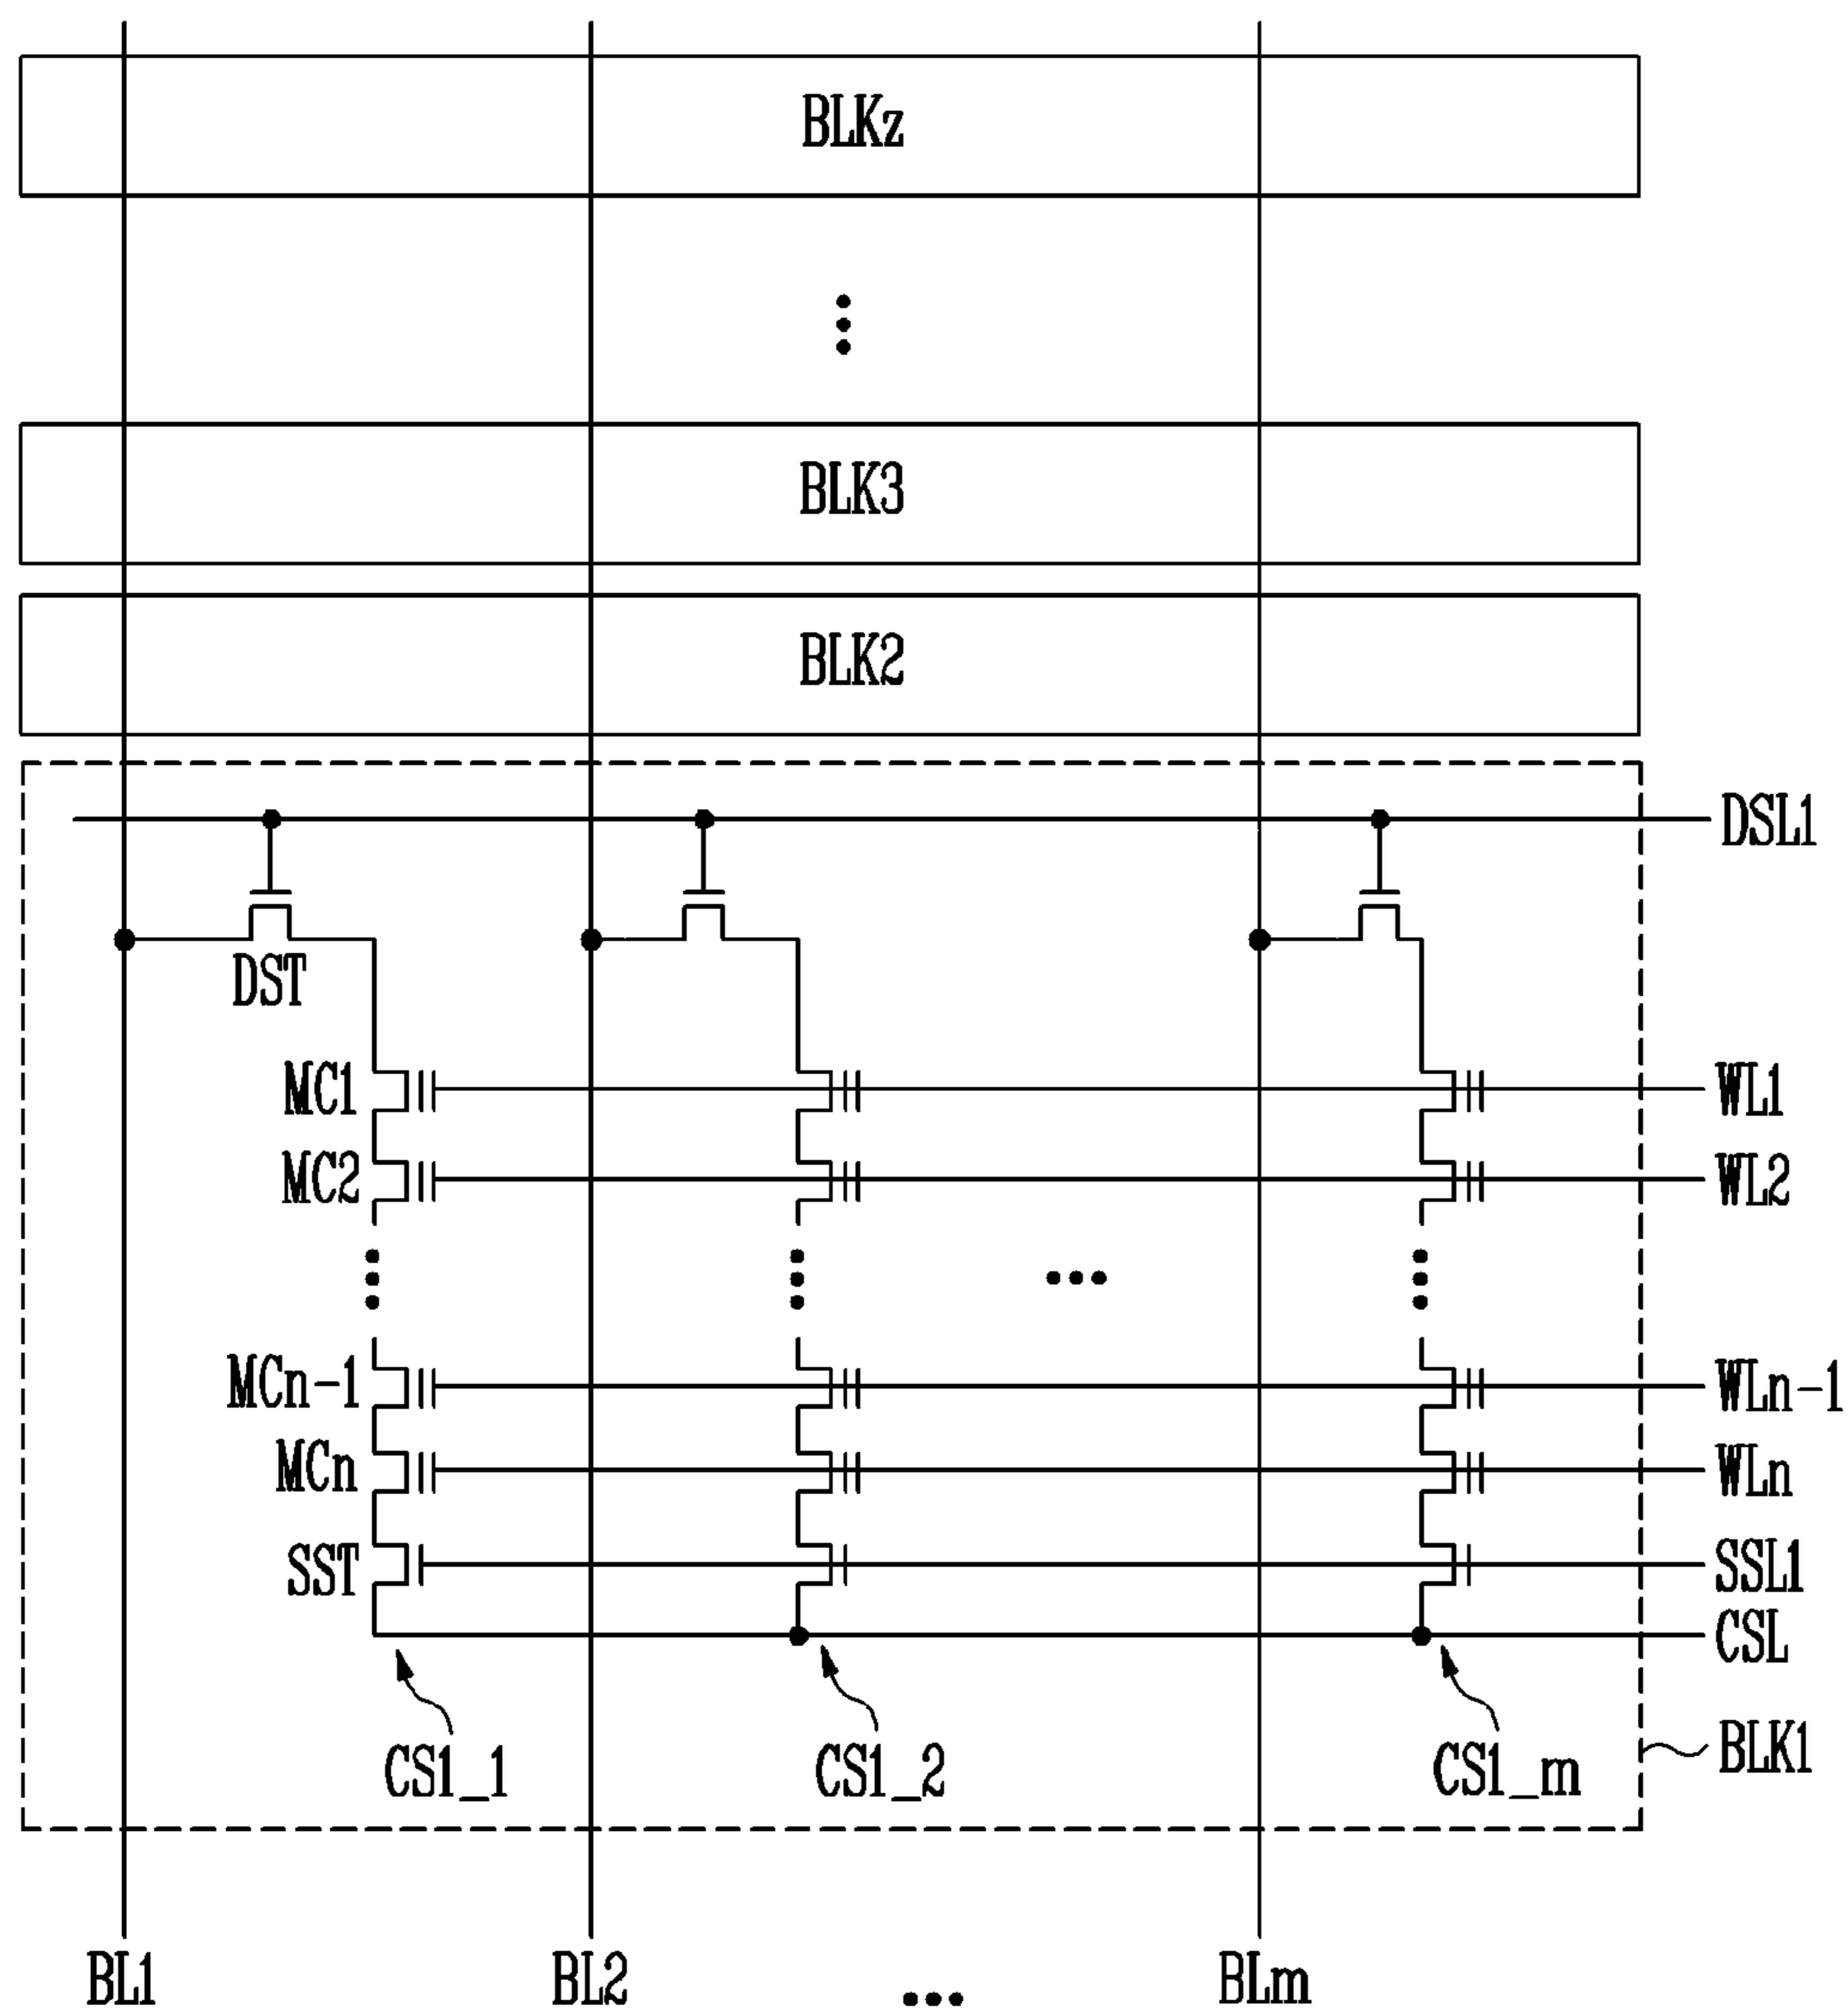 BLKz
BLK3
BLK2
DSL1
DST
MC1
WL1
MC2
WL2
MCn-1
WLn-1
MCn
WLn
SST
SSL1
CSL
CS1_1
CS1_2
CS1_m
BLK1
BL1
BL2
BLm